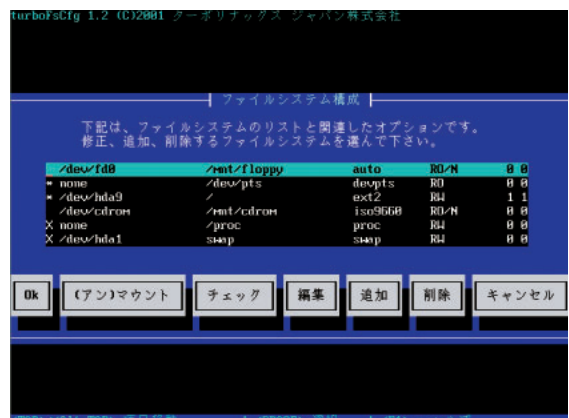 turboFsCfg 1.2 (C)2001 ターボリナックス ジャパン株式会社
ファイルシステム構成
下記は、ファイルシステムのリストと関連したオプションです。
修正、追加、削除するファイルシステムを選んで下さい。
/dev/fd0 /mnt/floppy auto RO/N 0 0
* none /dev/pts devpts RO 0 0
* /dev/hda9 / ext2 RW 1 1
/dev/cdrom /mnt/cdrom iso9660 RO/N 0 0
X none /proc proc RW 0 0
X /dev/hda1 swap swap RW 0 0
Ok (アン)マウント チェック 編集 追加 削除 キャンセル